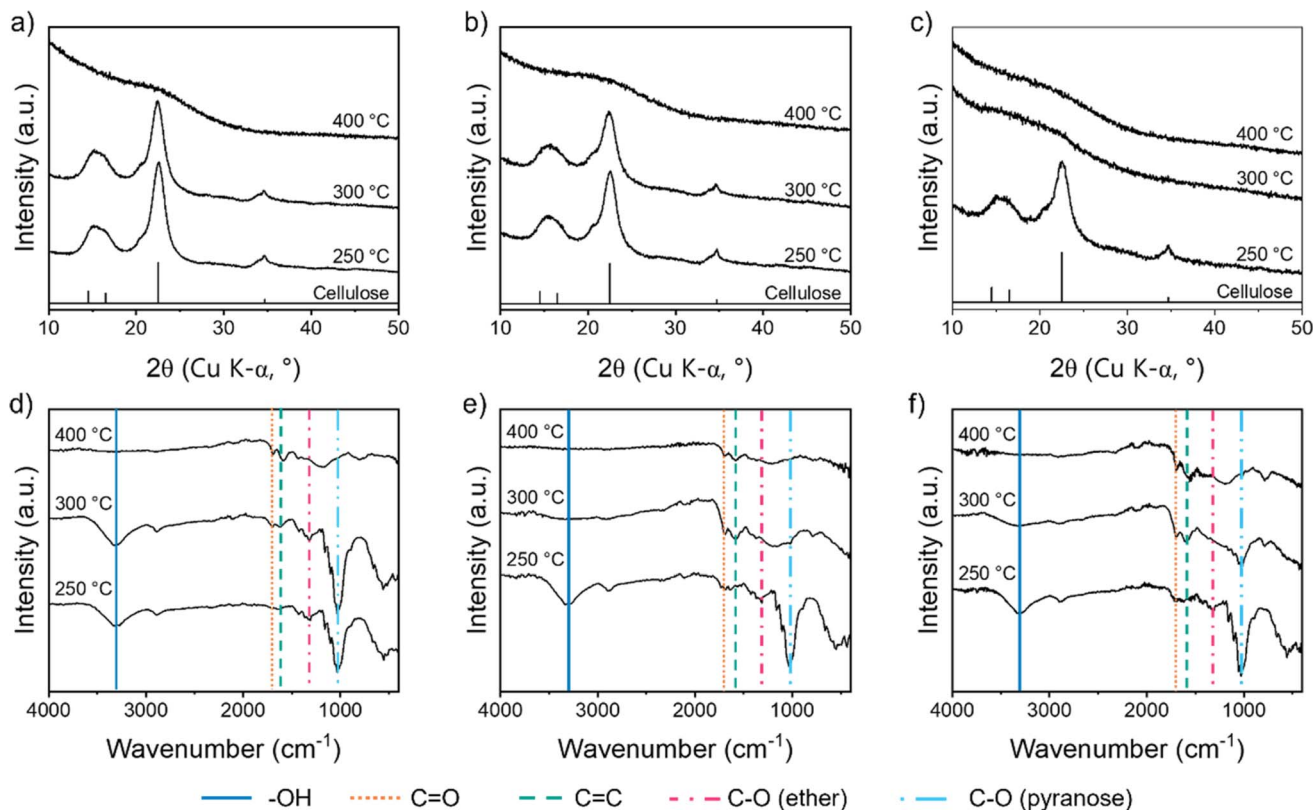 a)
Intensity (a.u.)
400 °C
300 °C
250 °C
Cellulose
10 20 30 40 50
2θ (Cu K-α, °)
b)
Intensity (a.u.)
400 °C
300 °C
250 °C
Cellulose
10 20 30 40 50
2θ (Cu K-α, °)
c)
Intensity (a.u.)
400 °C
300 °C
250 °C
Cellulose
10 20 30 40 50
2θ (Cu K-α, °)
d)
Intensity (a.u.)
400 °C
300 °C
250 °C
4000 3000 2000 1000
Wavenumber (cm⁻¹)
e)
Intensity (a.u.)
400 °C
300 °C
250 °C
4000 3000 2000 1000
Wavenumber (cm⁻¹)
f)
Intensity (a.u.)
400 °C
300 °C
250 °C
4000 3000 2000 1000
Wavenumber (cm⁻¹)
-OH C=O C=C C-O (ether) C-O (pyranose)